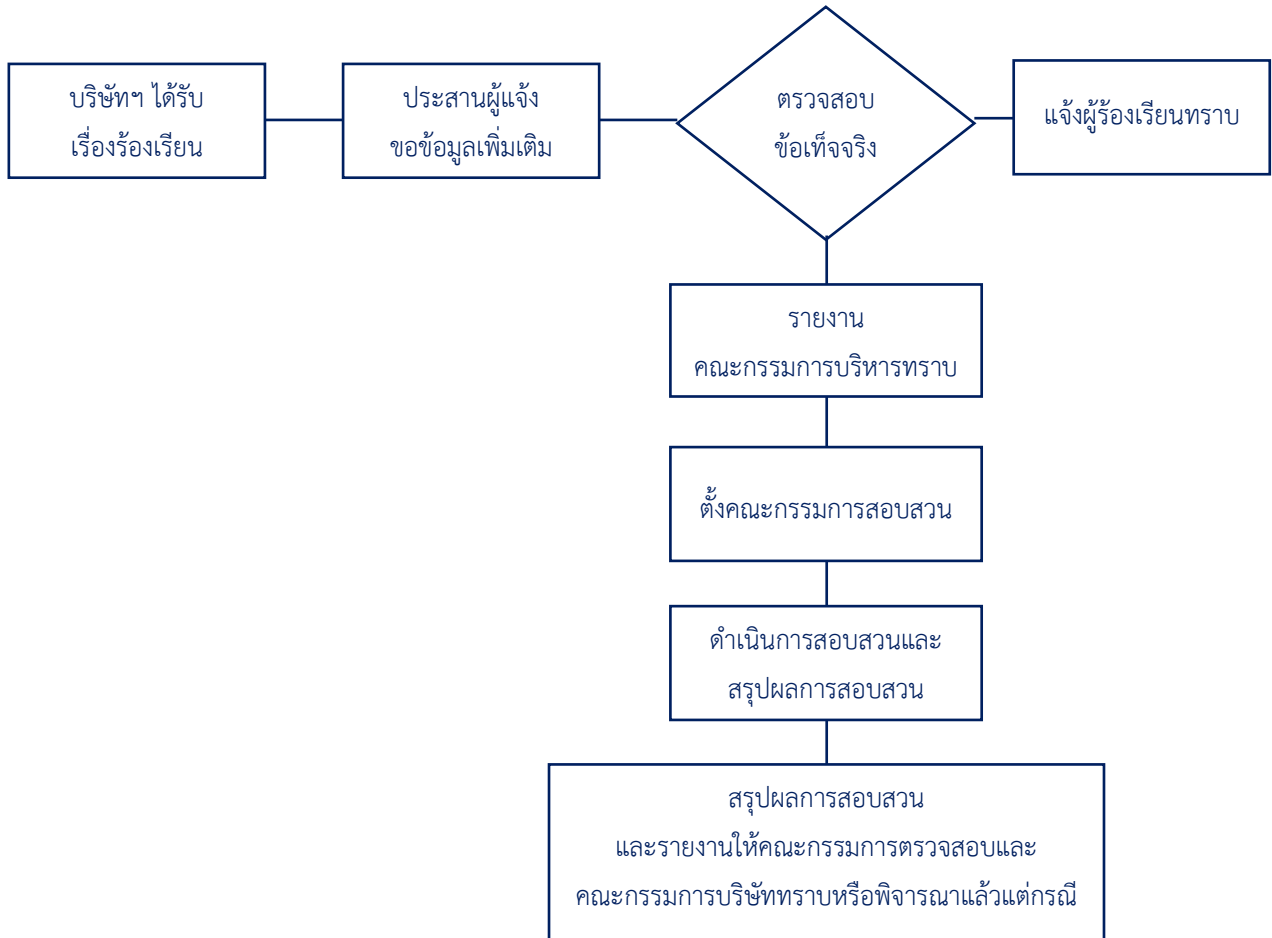 บริษัทฯ ได้รับ
เรื่องร้องเรียน
ประสานผู้แจ้ง
ขอข้อมูลเพิ่มเติม
ตรวจสอบ
ข้อเท็จจริง
แจ้งผู้ร้องเรียนทราบ
รายงาน
คณะกรรมการบริหารทราบ
ตั้งคณะกรรมการสอบสวน
ดำเนินการสอบสวนและ
สรุปผลการสอบสวน
สรุปผลการสอบสวน
และรายงานให้คณะกรรมการตรวจสอบและ
คณะกรรมการบริษัททราบหรือพิจารณาแล้วแต่กรณี